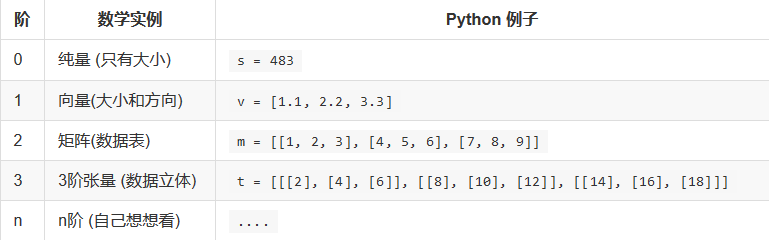 阶 数学实例 Python 例子
0 纯量 (只有大小) s = 483
1 向量(大小和方向) v = [1.1, 2.2, 3.3]
2 矩阵(数据表) m = [[1, 2, 3], [4, 5, 6], [7, 8, 9]]
3 3阶张量 (数据立体) t = [[[2], [4], [6]], [[8], [10], [12]], [[14], [16], [18]]]
n n阶 (自己想想看) ....